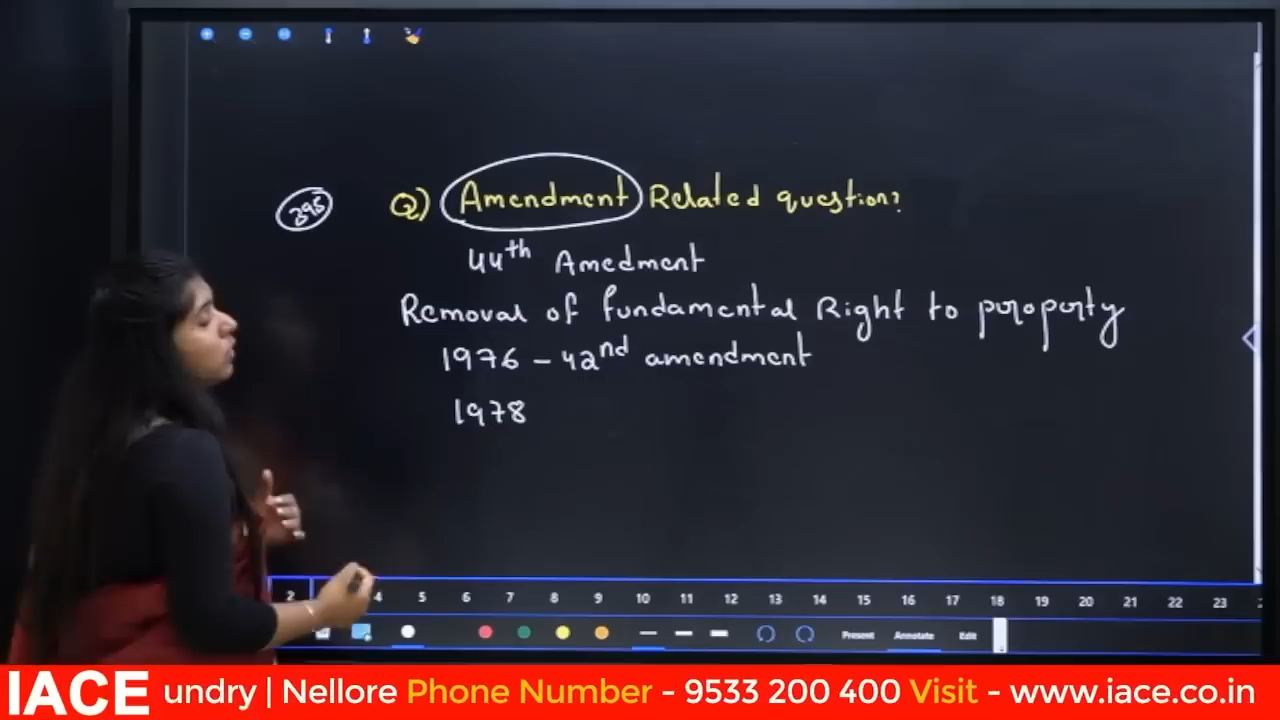 395
Q) Amendment Related question?
44th Amedment
Removal of fundamental Right to property
1976 - 42nd amendment
1978
2 4 5 6 7 8 9 10 11 12 13 14 15 16 17 18 19 20 21 22 23
Present Annotate Edit
IACE undry | Nellore Phone Number - 9533 200 400 Visit - www.iace.co.in